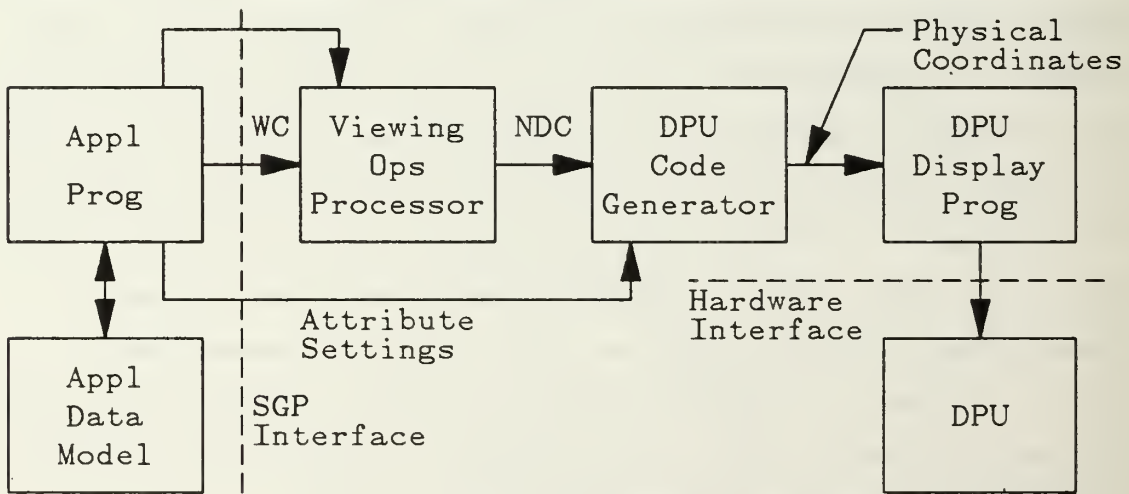 Physical
Coordinates
Appl
Prog
WC
Viewing
Ops
Processor
NDC
DPU
Code
Generator
DPU
Display
Prog
Attribute
Settings
Hardware
Interface
Appl
Data
Model
SGP
Interface
DPU